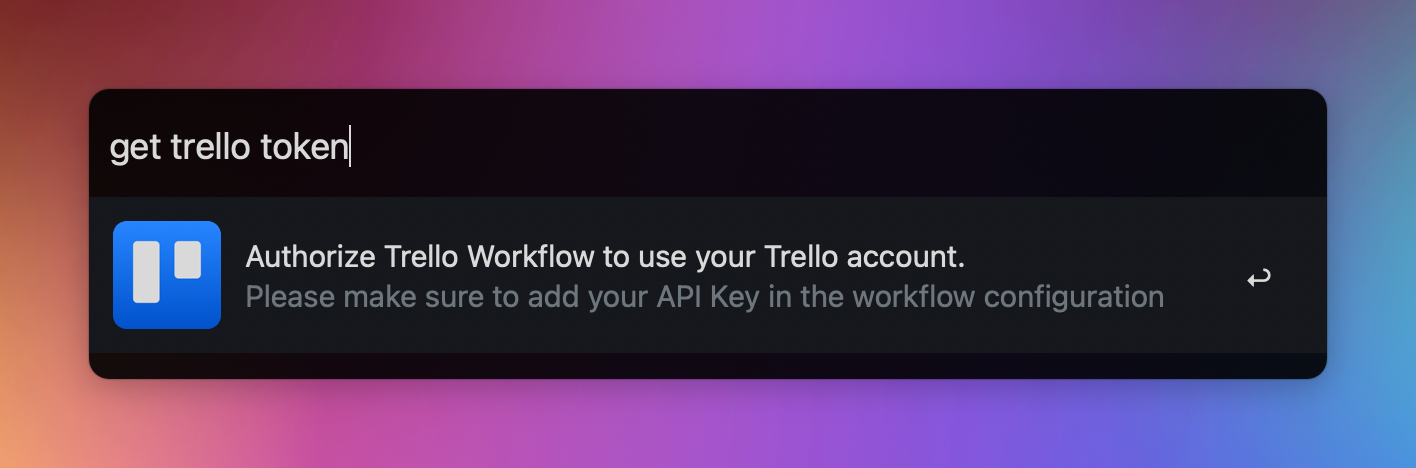 get trello token
Authorize Trello Workflow to use your Trello account.
Please make sure to add your API Key in the workflow configuration